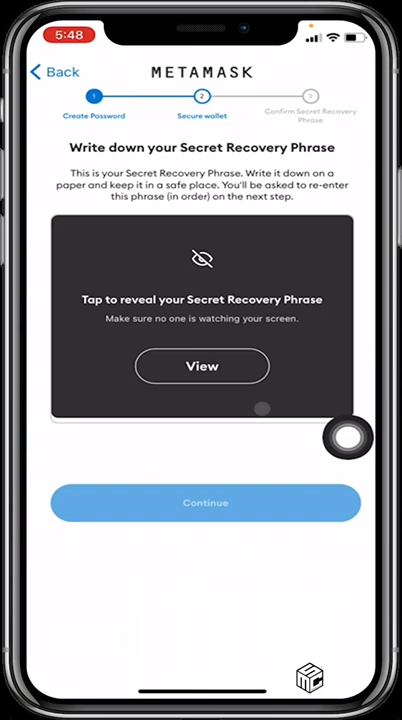 5:48
Back
METAMASK
1
2
3
Create Password
Secure wallet
Confirm Secret Recovery
Phrase
Write down your Secret Recovery Phrase
This is your Secret Recovery Phrase. Write it down on a
paper and keep it in a safe place. You'll be asked to re-enter
this phrase (in order) on the next step.
Tap to reveal your Secret Recovery Phrase
Make sure no one is watching your screen.
View
Continue